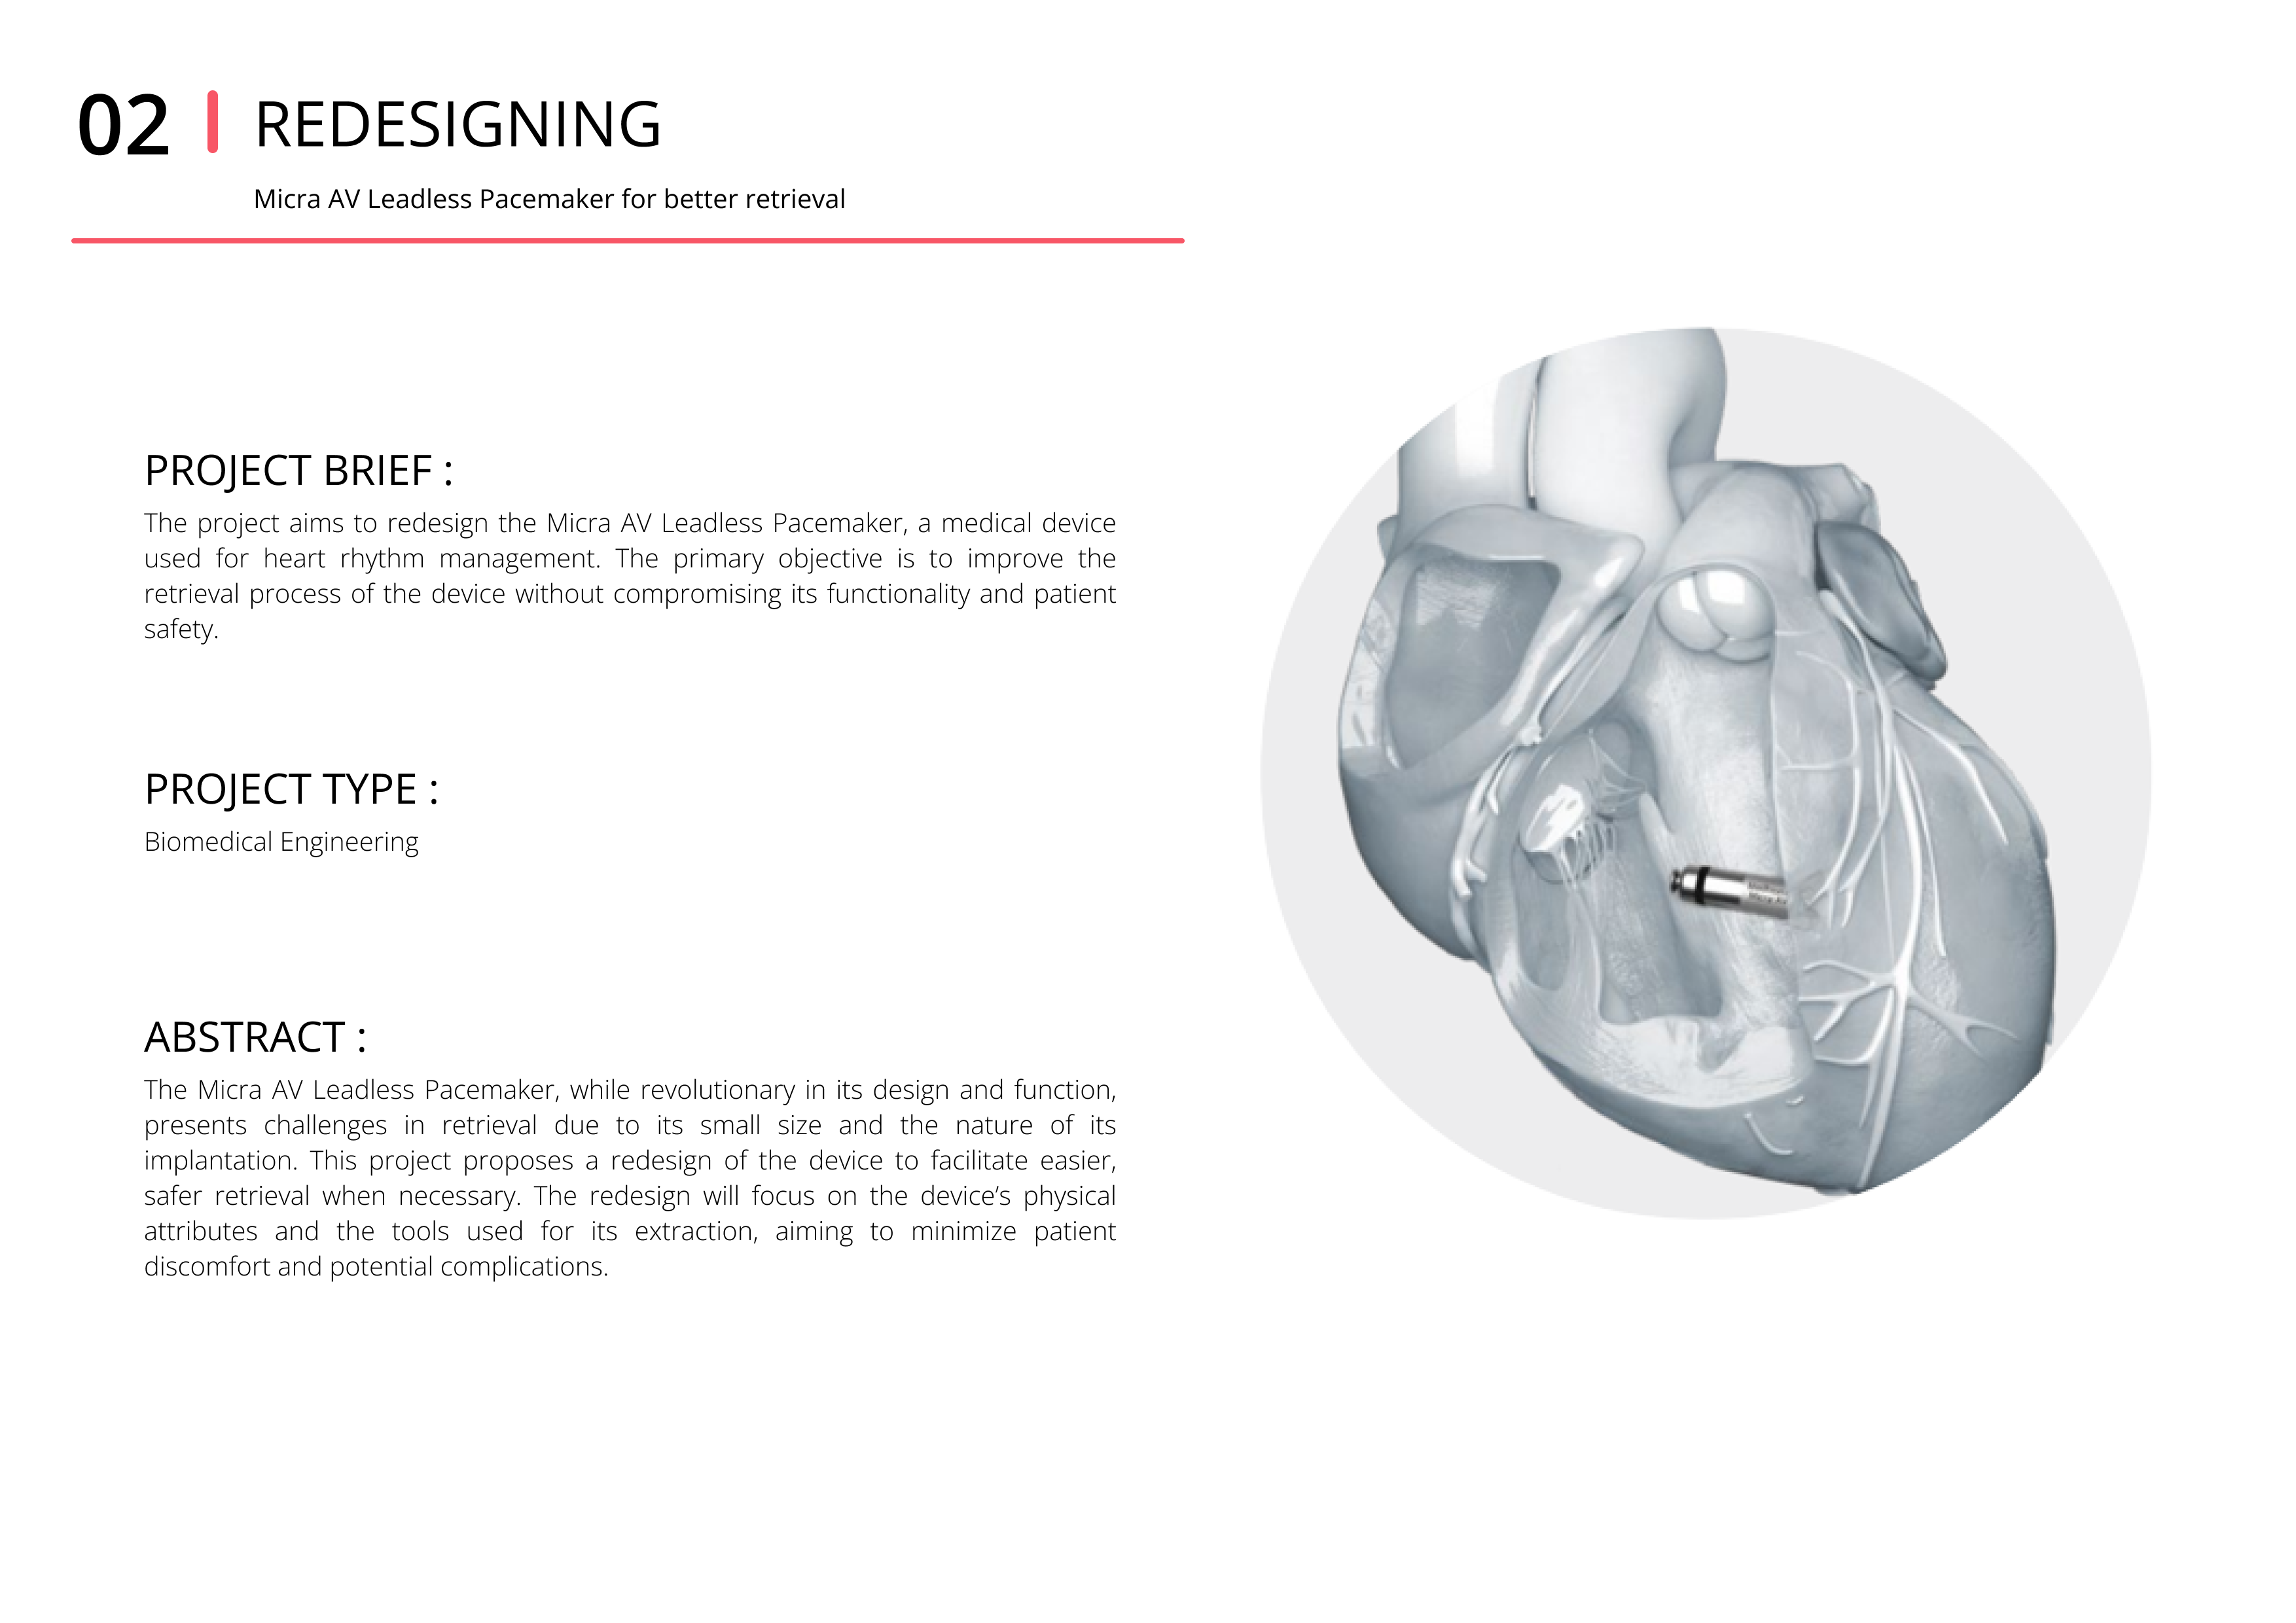 02
REDESIGNING
Micra AV Leadless Pacemaker for better retrieval
PROJECT BRIEF :
The project aims to redesign the Micra AV Leadless Pacemaker, a medical device
used for heart rhythm management. The primary objective is to improve the
retrieval process of the device without compromising its functionality and patient
safety.
PROJECT TYPE :
Biomedical Engineering
ABSTRACT :
The Micra AV Leadless Pacemaker, while revolutionary in its design and function,
presents challenges in retrieval due to its small size and the nature of its
implantation. This project proposes a redesign of the device to facilitate easier,
safer retrieval when necessary. The redesign will focus on the device’s physical
attributes and the tools used for its extraction, aiming to minimize patient
discomfort and potential complications.